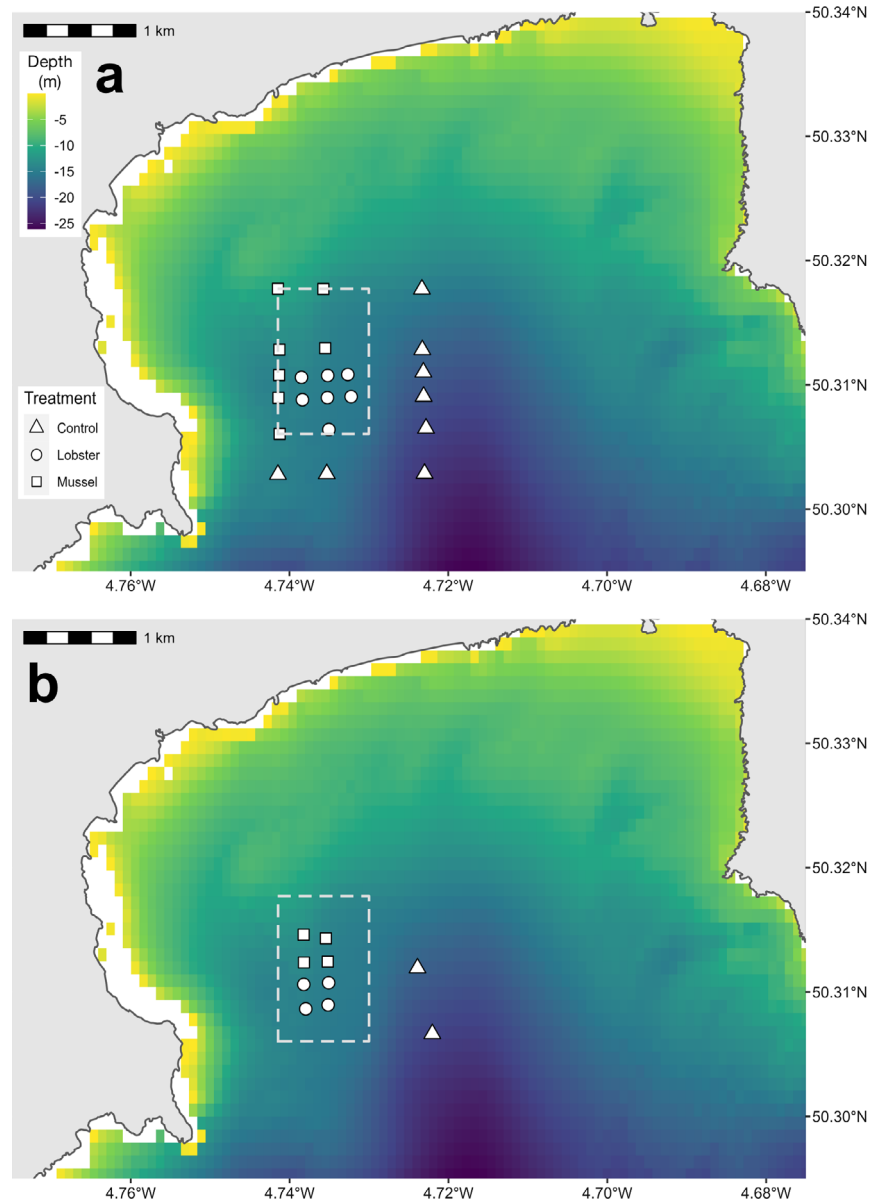 1 km
50.34°N
Depth
(m)
a
-5
-10
-15
-20
-25
50.33°N
50.32°N
50.31°N
50.30°N
Treatment
Control
Lobster
Mussel
4.76°W 4.74°W 4.72°W 4.70°W 4.68°W
50.34°N
1 km
b
50.33°N
50.32°N
50.31°N
50.30°N
4.76°W 4.74°W 4.72°W 4.70°W 4.68°W